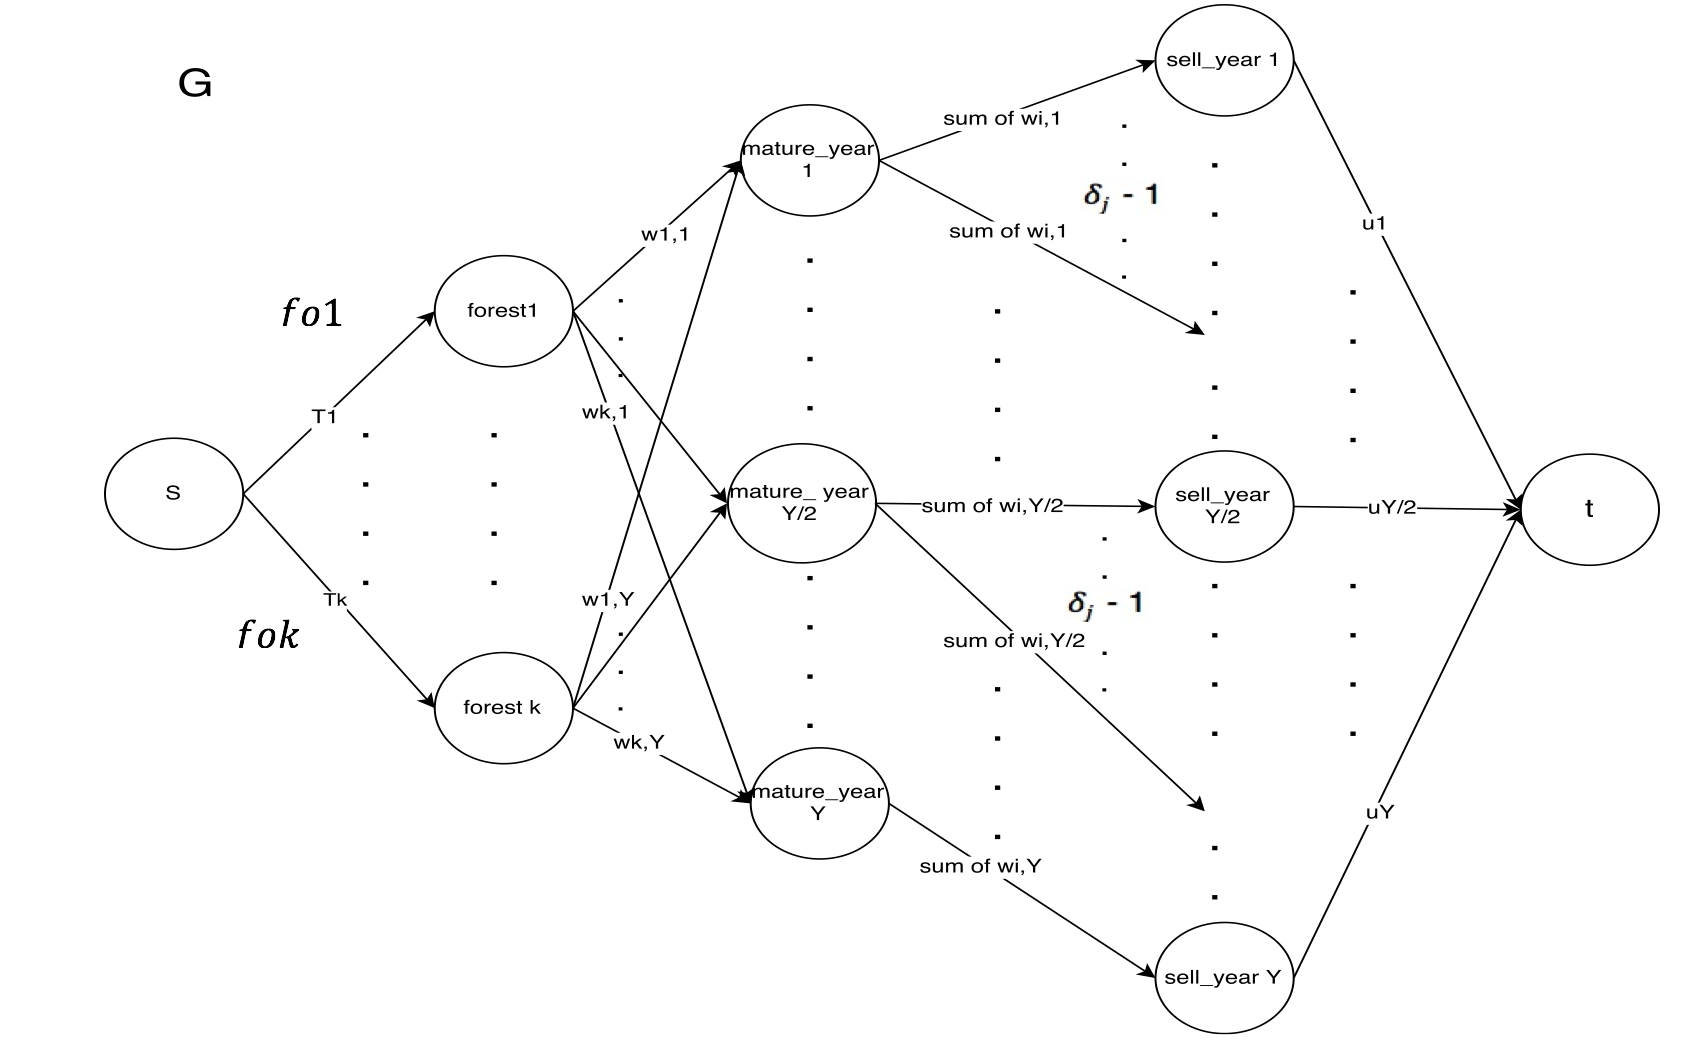 G
sell_year 1
sum of wi,1
mature_year
1
δj - 1
sum of wi,1
u1
w1,1
fo1
forest1
T1
wk,1
S
mature_ year
Y/2
sum of wi,Y/2
sell_year
Y/2
uY/2
t
Tk
w1,Y
δj - 1
fok
sum of wi,Y/2
forest k
wk,Y
mature_year
Y
uY
sum of wi,Y
sell_year Y